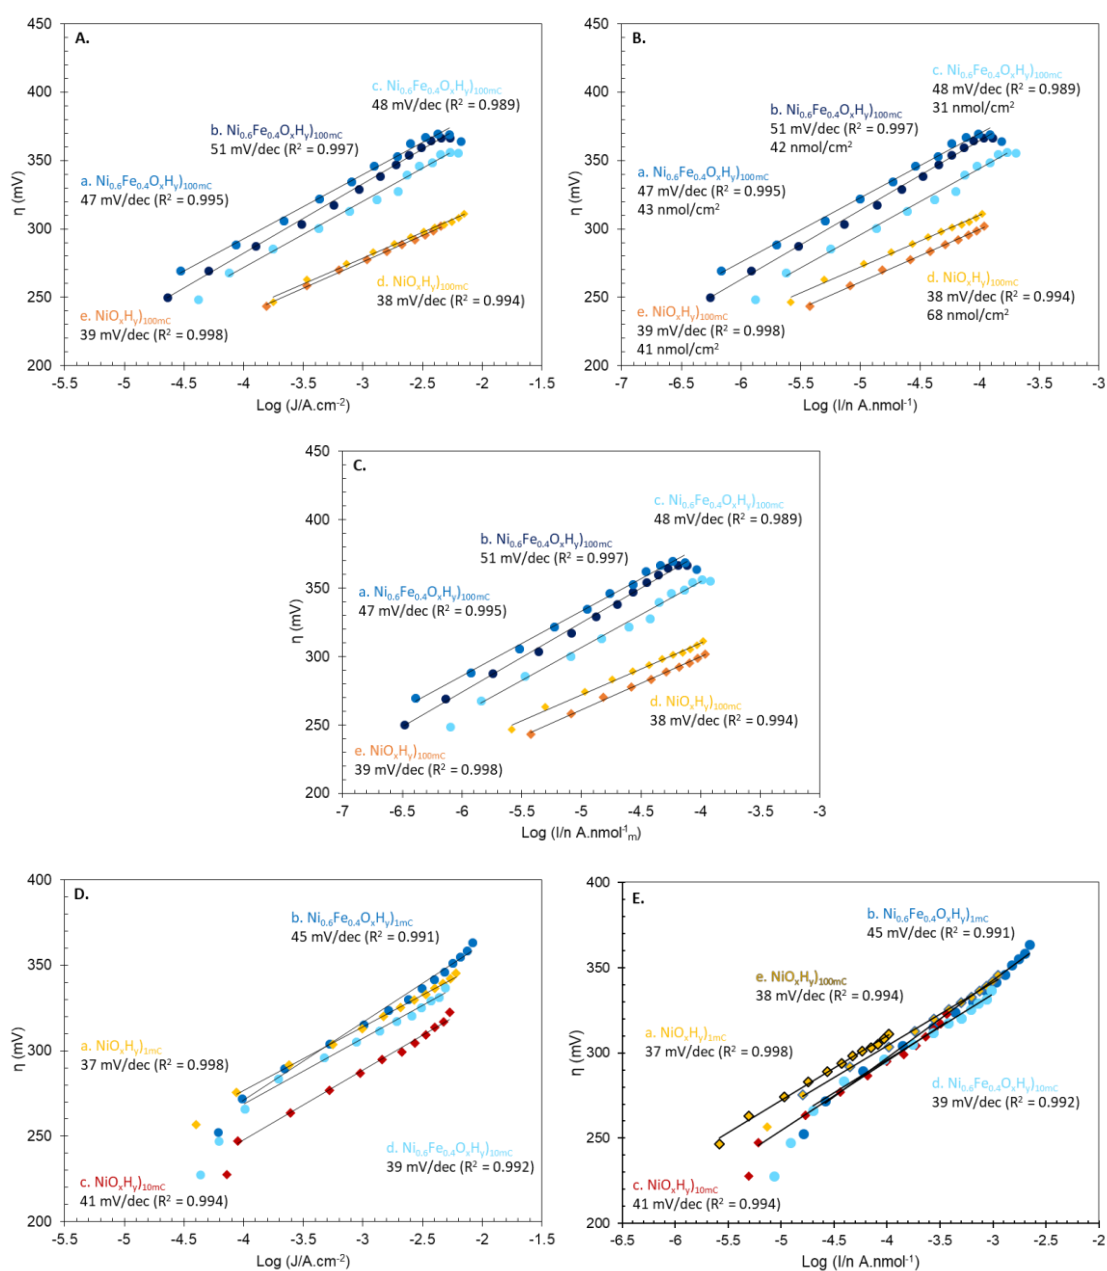 A.
450
400
350
300
250
200
η (mV)
c. Ni0.6Fe0.4OxHy)100mC
48 mV/dec (R2 = 0.989)
b. Ni0.6Fe0.4OxHy)100mC
51 mV/dec (R2 = 0.997)
a. Ni0.6Fe0.4OxHy)100mC
47 mV/dec (R2 = 0.995)
d. NiOxHy)100mC
38 mV/dec (R2 = 0.994)
e. NiOxHy)100mC
39 mV/dec (R2 = 0.998)
-5.5 -5 -4.5 -4 -3.5 -3 -2.5 -2 -1.5
Log (J/A.cm-2)
B.
450
400
350
300
250
200
η (mV)
c. Ni0.6Fe0.4OxHy)100mC
48 mV/dec (R2 = 0.989)
31 nmol/cm2
b. Ni0.6Fe0.4OxHy)100mC
51 mV/dec (R2 = 0.997)
42 nmol/cm2
a. Ni0.6Fe0.4OxHy)100mC
47 mV/dec (R2 = 0.995)
43 nmol/cm2
d. NiOxHy)100mC
38 mV/dec (R2 = 0.994)
68 nmol/cm2
e. NiOxHy)100mC
39 mV/dec (R2 = 0.998)
41 nmol/cm2
-7 -6.5 -6 -5.5 -5 -4.5 -4 -3.5 -3
Log (I/n A.nmol-1)
C.
450
400
350
300
250
200
η (mV)
c. Ni0.6Fe0.4OxHy)100mC
48 mV/dec (R2 = 0.989)
b. Ni0.6Fe0.4OxHy)100mC
51 mV/dec (R2 = 0.997)
a. Ni0.6Fe0.4OxHy)100mC
47 mV/dec (R2 = 0.995)
d. NiOxHy)100mC
38 mV/dec (R2 = 0.994)
e. NiOxHy)100mC
39 mV/dec (R2 = 0.998)
-7 -6.5 -6 -5.5 -5 -4.5 -4 -3.5 -3
Log (I/n A.nmol-1m)
D.
400
350
300
250
200
η (mV)
b. Ni0.6Fe0.4OxHy)1mC
45 mV/dec (R2 = 0.991)
a. NiOxHy)1mC
37 mV/dec (R2 = 0.998)
d. Ni0.6Fe0.4OxHy)10mC
39 mV/dec (R2 = 0.992)
c. NiOxHy)10mC
41 mV/dec (R2 = 0.994)
-5.5 -5 -4.5 -4 -3.5 -3 -2.5 -2 -1.5
Log (J/A.cm-2)
E.
400
350
300
250
200
η (mV)
b. Ni0.6Fe0.4OxHy)1mC
45 mV/dec (R2 = 0.991)
e. NiOxHy)100mC
38 mV/dec (R2 = 0.994)
a. NiOxHy)1mC
37 mV/dec (R2 = 0.998)
d. Ni0.6Fe0.4OxHy)10mC
39 mV/dec (R2 = 0.992)
c. NiOxHy)10mC
41 mV/dec (R2 = 0.994)
-6.5 -6 -5.5 -5 -4.5 -4 -3.5 -3 -2.5 -2
Log (I/n A.nmol-1)